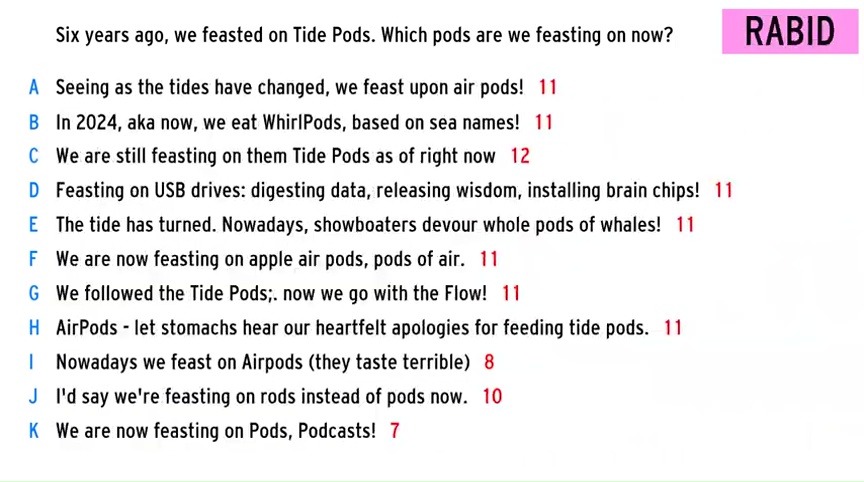 Six years ago, we feasted on Tide Pods. Which pods are we feasting on now?
RABID
A Seeing as the tides have changed, we feast upon air pods! 11
B In 2024, aka now, we eat WhirlPods, based on sea names! 11
C We are still feasting on them Tide Pods as of right now 12
D Feasting on USB drives: digesting data, releasing wisdom, installing brain chips! 11
E The tide has turned. Nowadays, showboaters devour whole pods of whales! 11
F We are now feasting on apple air pods, pods of air. 11
G We followed the Tide Pods;. now we go with the Flow! 11
H AirPods - let stomachs hear our heartfelt apologies for feeding tide pods. 11
I Nowadays we feast on Airpods (they taste terrible) 8
J I'd say we're feasting on rods instead of pods now. 10
K We are now feasting on Pods, Podcasts! 7